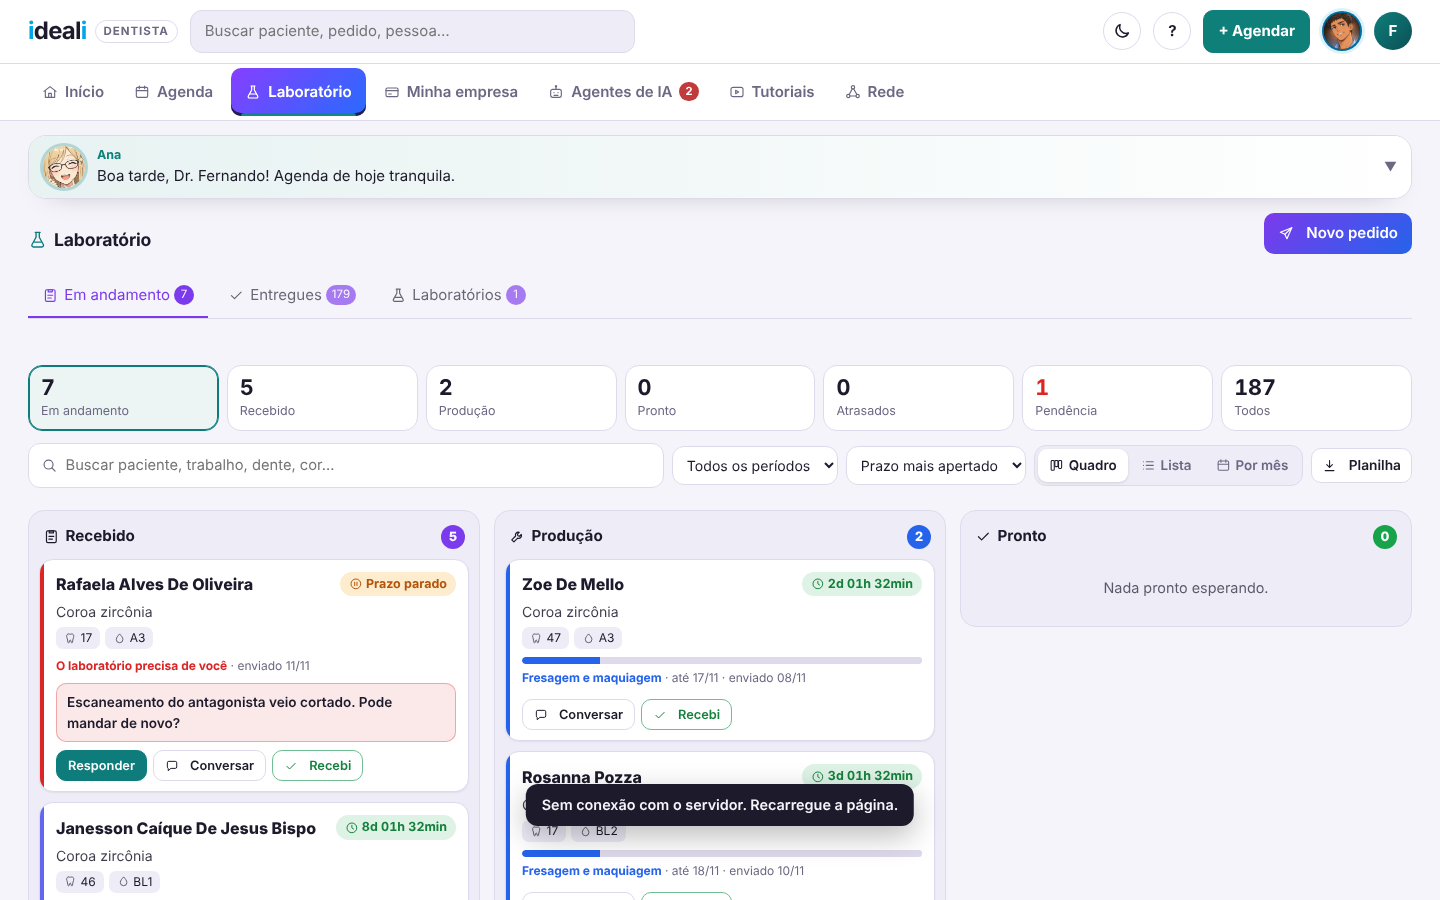 ideali
DENTISTA
Buscar paciente, pedido, pessoa...
?
+ Agendar
F
Início
Agenda
Laboratório
Minha empresa
Agentes de IA 2
Tutoriais
Rede
Ana
Boa tarde, Dr. Fernando! Agenda de hoje tranquila.
Laboratório
Novo pedido
Em andamento 7
Entregues 179
Laboratórios 1
7
Em andamento
5
Recebido
2
Produção
0
Pronto
0
Atrasados
1
Pendência
187
Todos
Buscar paciente, trabalho, dente, cor...
Todos os períodos
Prazo mais apertado
Quadro
Lista
Por mês
Planilha
Recebido 5
Rafaela Alves De Oliveira
Prazo parado
Coroa zircônia
17 A3
O laboratório precisa de você · enviado 11/11
Escaneamento do antagonista veio cortado. Pode
mandar de novo?
Responder
Conversar
Recebi
Janesson Caíque De Jesus Bispo
8d 01h 32min
Coroa zircônia
46 BL1
Produção 2
Zoe De Mello
2d 01h 32min
Coroa zircônia
47 A3
Fresagem e maquiagem · até 17/11 · enviado 08/11
Conversar
Recebi
Rosanna Pozza
3d 01h 32min
Sem conexão com o servidor. Recarregue a página.
17 BL2
Fresagem e maquiagem · até 18/11 · enviado 10/11
Pronto 0
Nada pronto esperando.